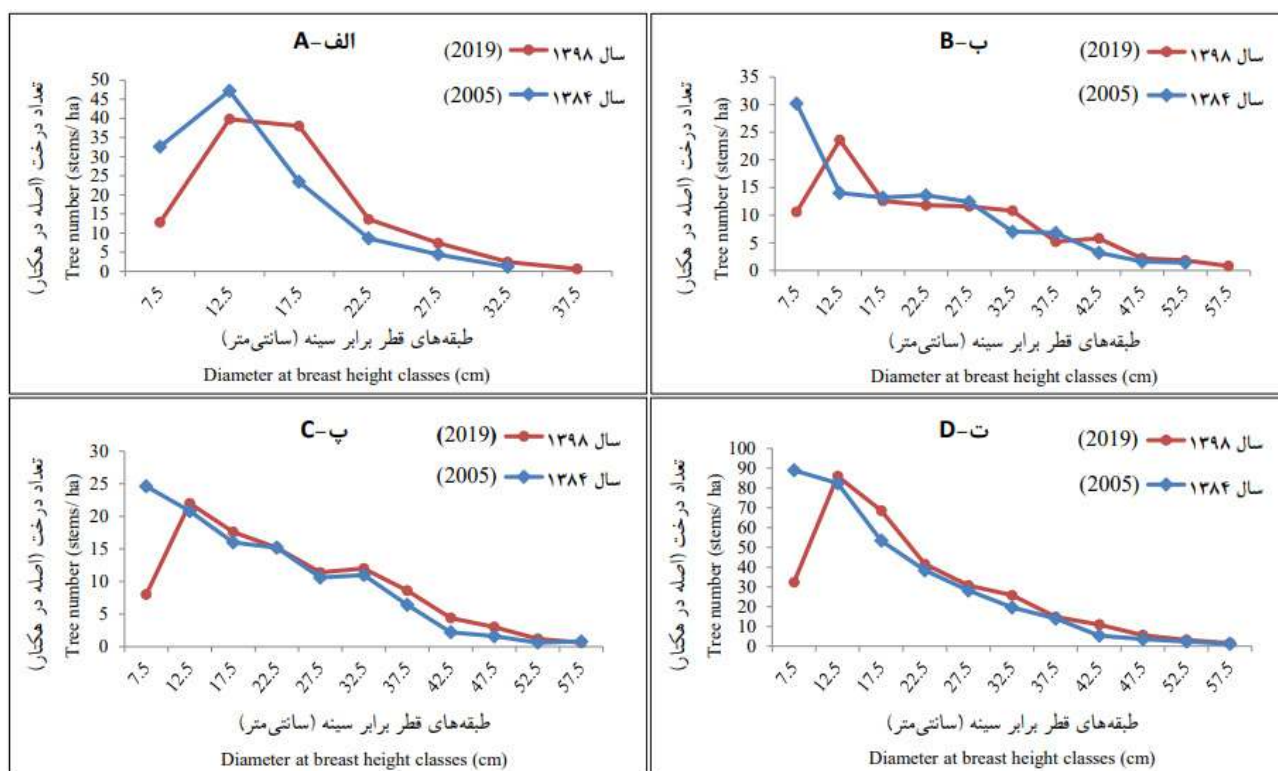 الف-A
(2019) سال ۱۳۹۸
(2005) سال ۱۳۸۴
تعداد درخت (اصله در هکتار)
Tree number (stems/ ha)
50
45
40
35
30
25
20
15
10
5
0
7.5
12.5
17.5
22.5
27.5
32.5
37.5
طبقه‌های قطر برابر سینه (سانتی‌متر)
Diameter at breast height classes (cm)
ب-B
(2019) سال ۱۳۹۸
(2005) سال ۱۳۸۴
تعداد درخت (اصله در هکتار)
Tree number (stems/ ha)
35
30
25
20
15
10
5
0
7.5
12.5
17.5
22.5
27.5
32.5
37.5
42.5
47.5
52.5
57.5
طبقه‌های قطر برابر سینه (سانتی‌متر)
Diameter at breast height classes (cm)
پ-C
(2019) سال ۱۳۹۸
(2005) سال ۱۳۸۴
تعداد درخت (اصله در هکتار)
Tree number (stems/ ha)
30
25
20
15
10
5
0
7.5
12.5
17.5
22.5
27.5
32.5
37.5
42.5
47.5
52.5
57.5
طبقه‌های قطر برابر سینه (سانتی‌متر)
Diameter at breast height classes (cm)
ت-D
(2019) سال ۱۳۹۸
(2005) سال ۱۳۸۴
تعداد درخت (اصله در هکتار)
Tree number (stems/ ha)
100
90
80
70
60
50
40
30
20
10
0
7.5
12.5
17.5
22.5
27.5
32.5
37.5
42.5
47.5
52.5
57.5
طبقه‌های قطر برابر سینه (سانتی‌متر)
Diameter at breast height classes (cm)